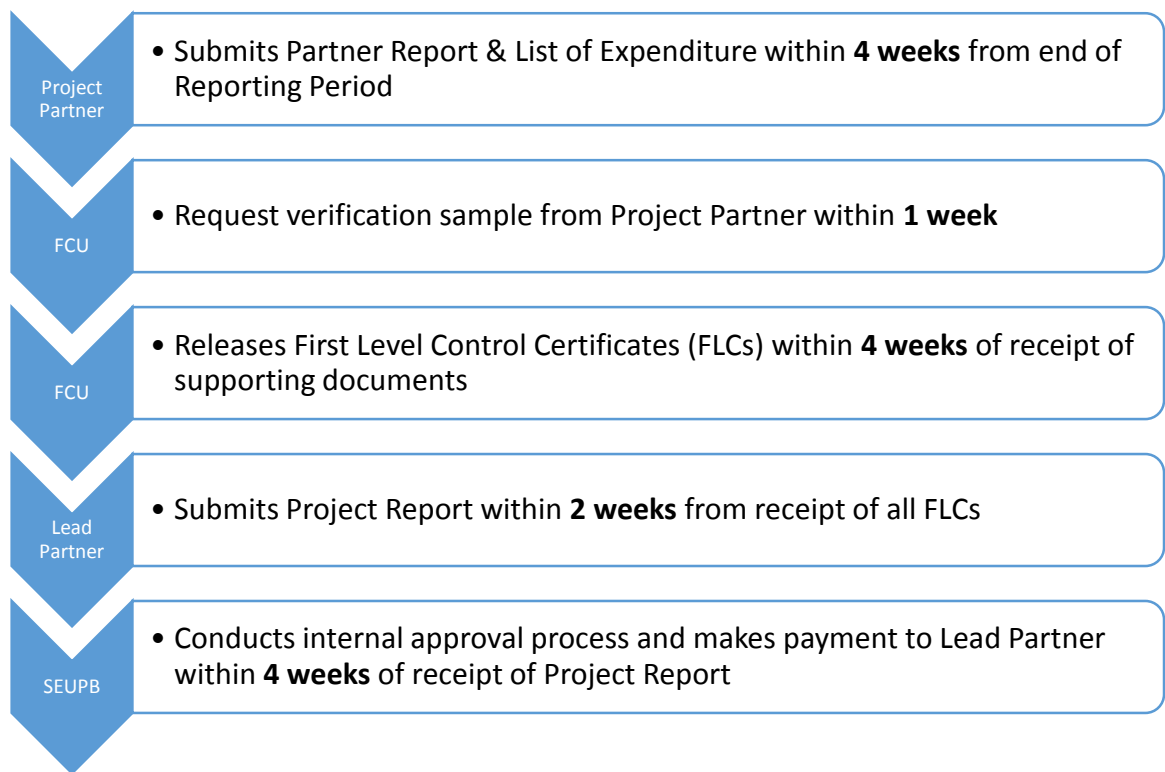 Project
Partner
• Submits Partner Report & List of Expenditure within 4 weeks from end of
Reporting Period
FCU
• Request verification sample from Project Partner within 1 week
FCU
• Releases First Level Control Certificates (FLCs) within 4 weeks of receipt of
supporting documents
Lead
Partner
• Submits Project Report within 2 weeks from receipt of all FLCs
SEUPB
• Conducts internal approval process and makes payment to Lead Partner
within 4 weeks of receipt of Project Report